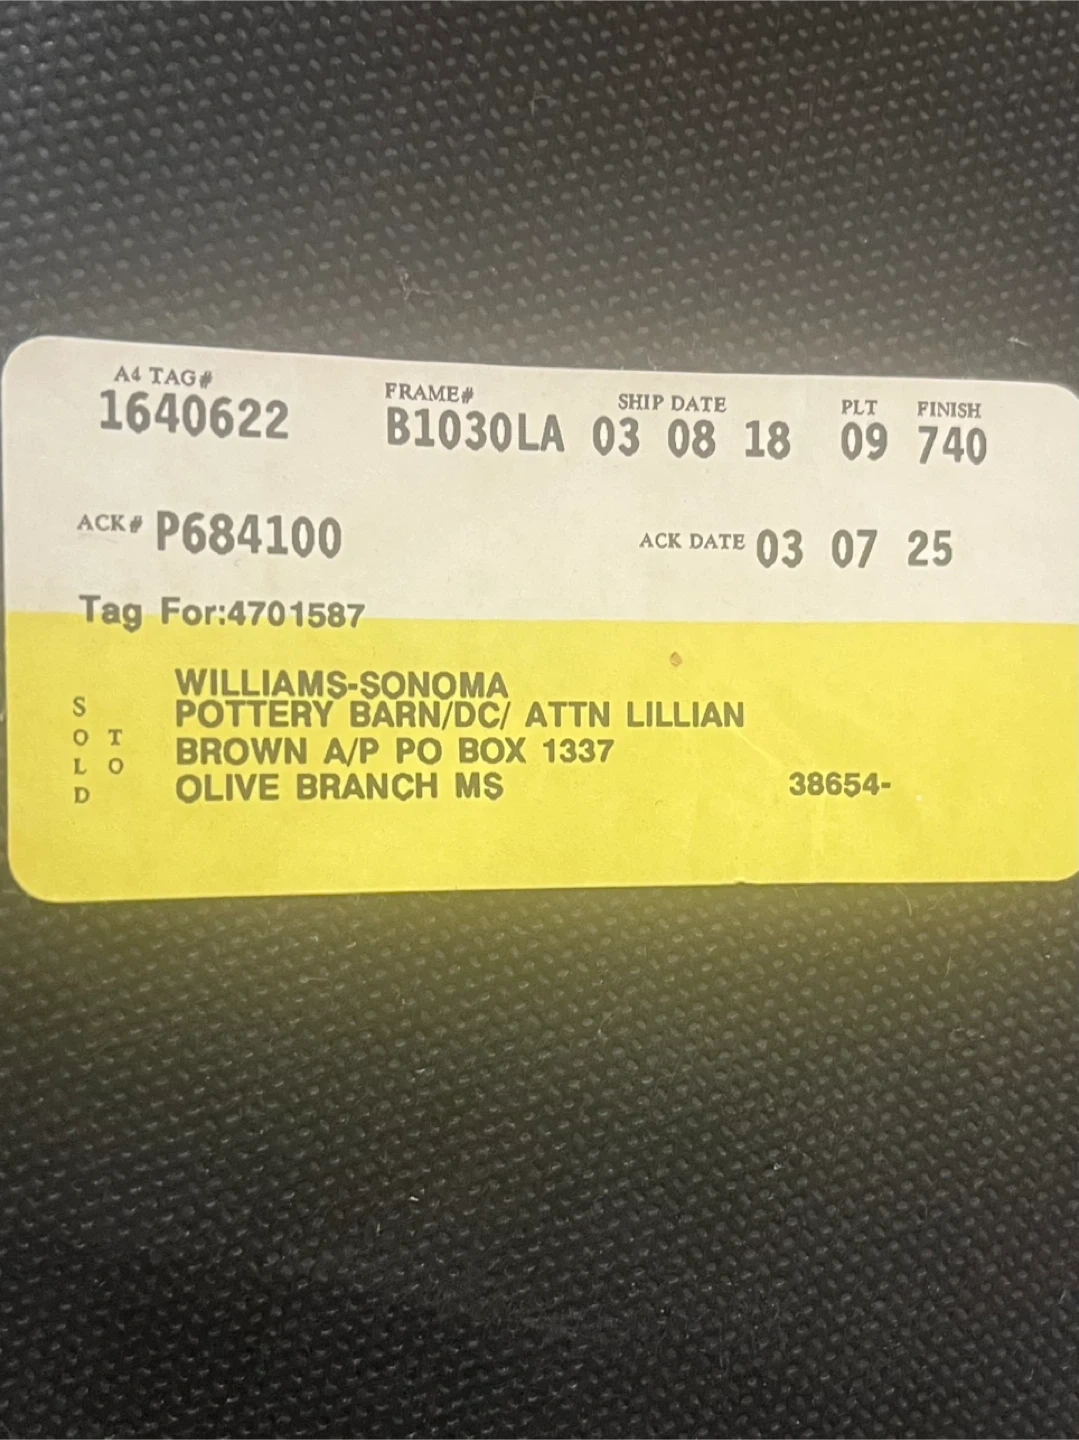 A4 TAG# FRAME# SHIP DATE PLT FINISH
1640622 B1030LA 03 08 18 09 740
ACK# P684100 ACK DATE 03 07 25
Tag For:4701587
SOLD TO
WILLIAMS-SONOMA
POTTERY BARN/DC/ ATTN LILLIAN
BROWN A/P PO BOX 1337
OLIVE BRANCH MS 38654-